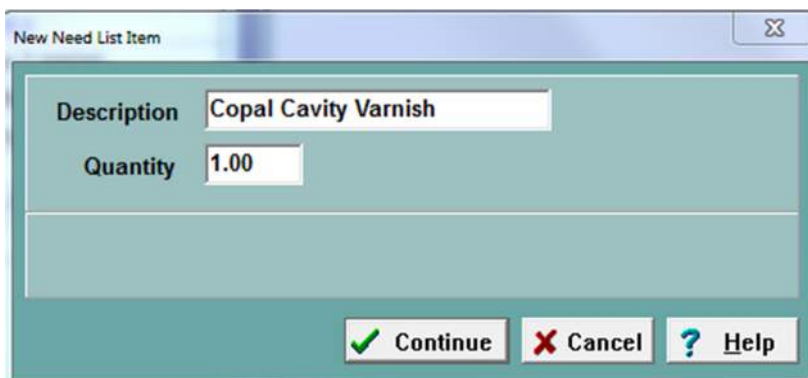 New Need List Item
Description Copal Cavity Varnish
Quantity 1.00
Continue Cancel ? Help